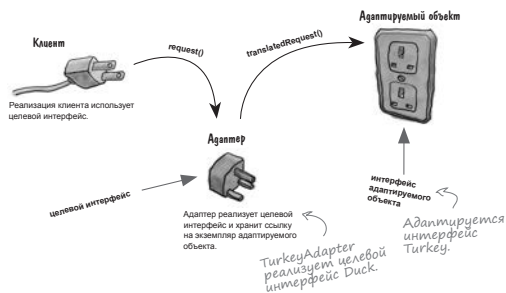 Клиент
request()
translatedRequest()
Адаптируемый объект
Реализация клиента использует
целевой интерфейс.
Адаптер
целевой интерфейс
Адаптер реализует целевой
интерфейс и хранит ссылку
на экземпляр адаптируемого
объекта.
TurkeyAdapter
реализует целевой
интерфейс Duck.
интерфейс
адаптируемого
объекта
Адаптируется
интерфейс
Turkey.